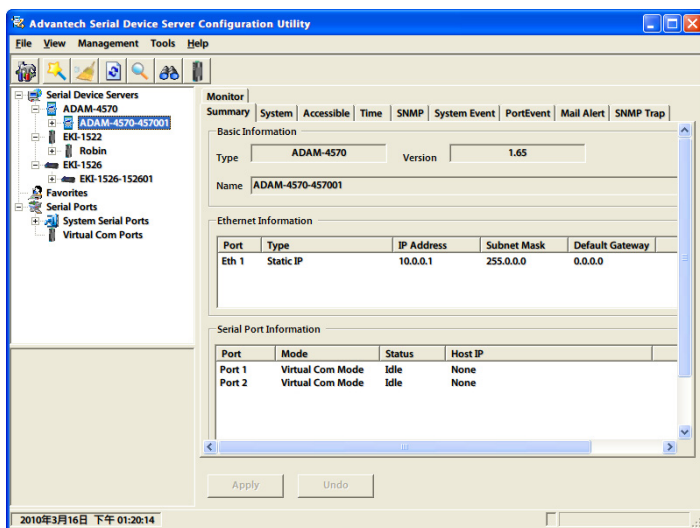 Advantech Serial Device Server Configuration Utility
File View Management Tools Help
Serial Device Servers
ADAM-4570
ADAM-4570-457001
EKI-1522
Robin
EKI-1526
EKI-1526-152601
Favorites
Serial Ports
System Serial Ports
Virtual Com Ports
Monitor
Summary System Accessible Time SNMP System Event PortEvent Mail Alert SNMP Trap
Basic Information
Type ADAM-4570 Version 1.65
Name ADAM-4570-457001
Ethernet Information
Port Type IP Address Subnet Mask Default Gateway
Eth 1 Static IP 10.0.0.1 255.0.0.0 0.0.0.0
Serial Port Information
Port Mode Status Host IP
Port 1 Virtual Com Mode Idle None
Port 2 Virtual Com Mode Idle None
Apply Undo
2010年3月16日 下午 01:20:14